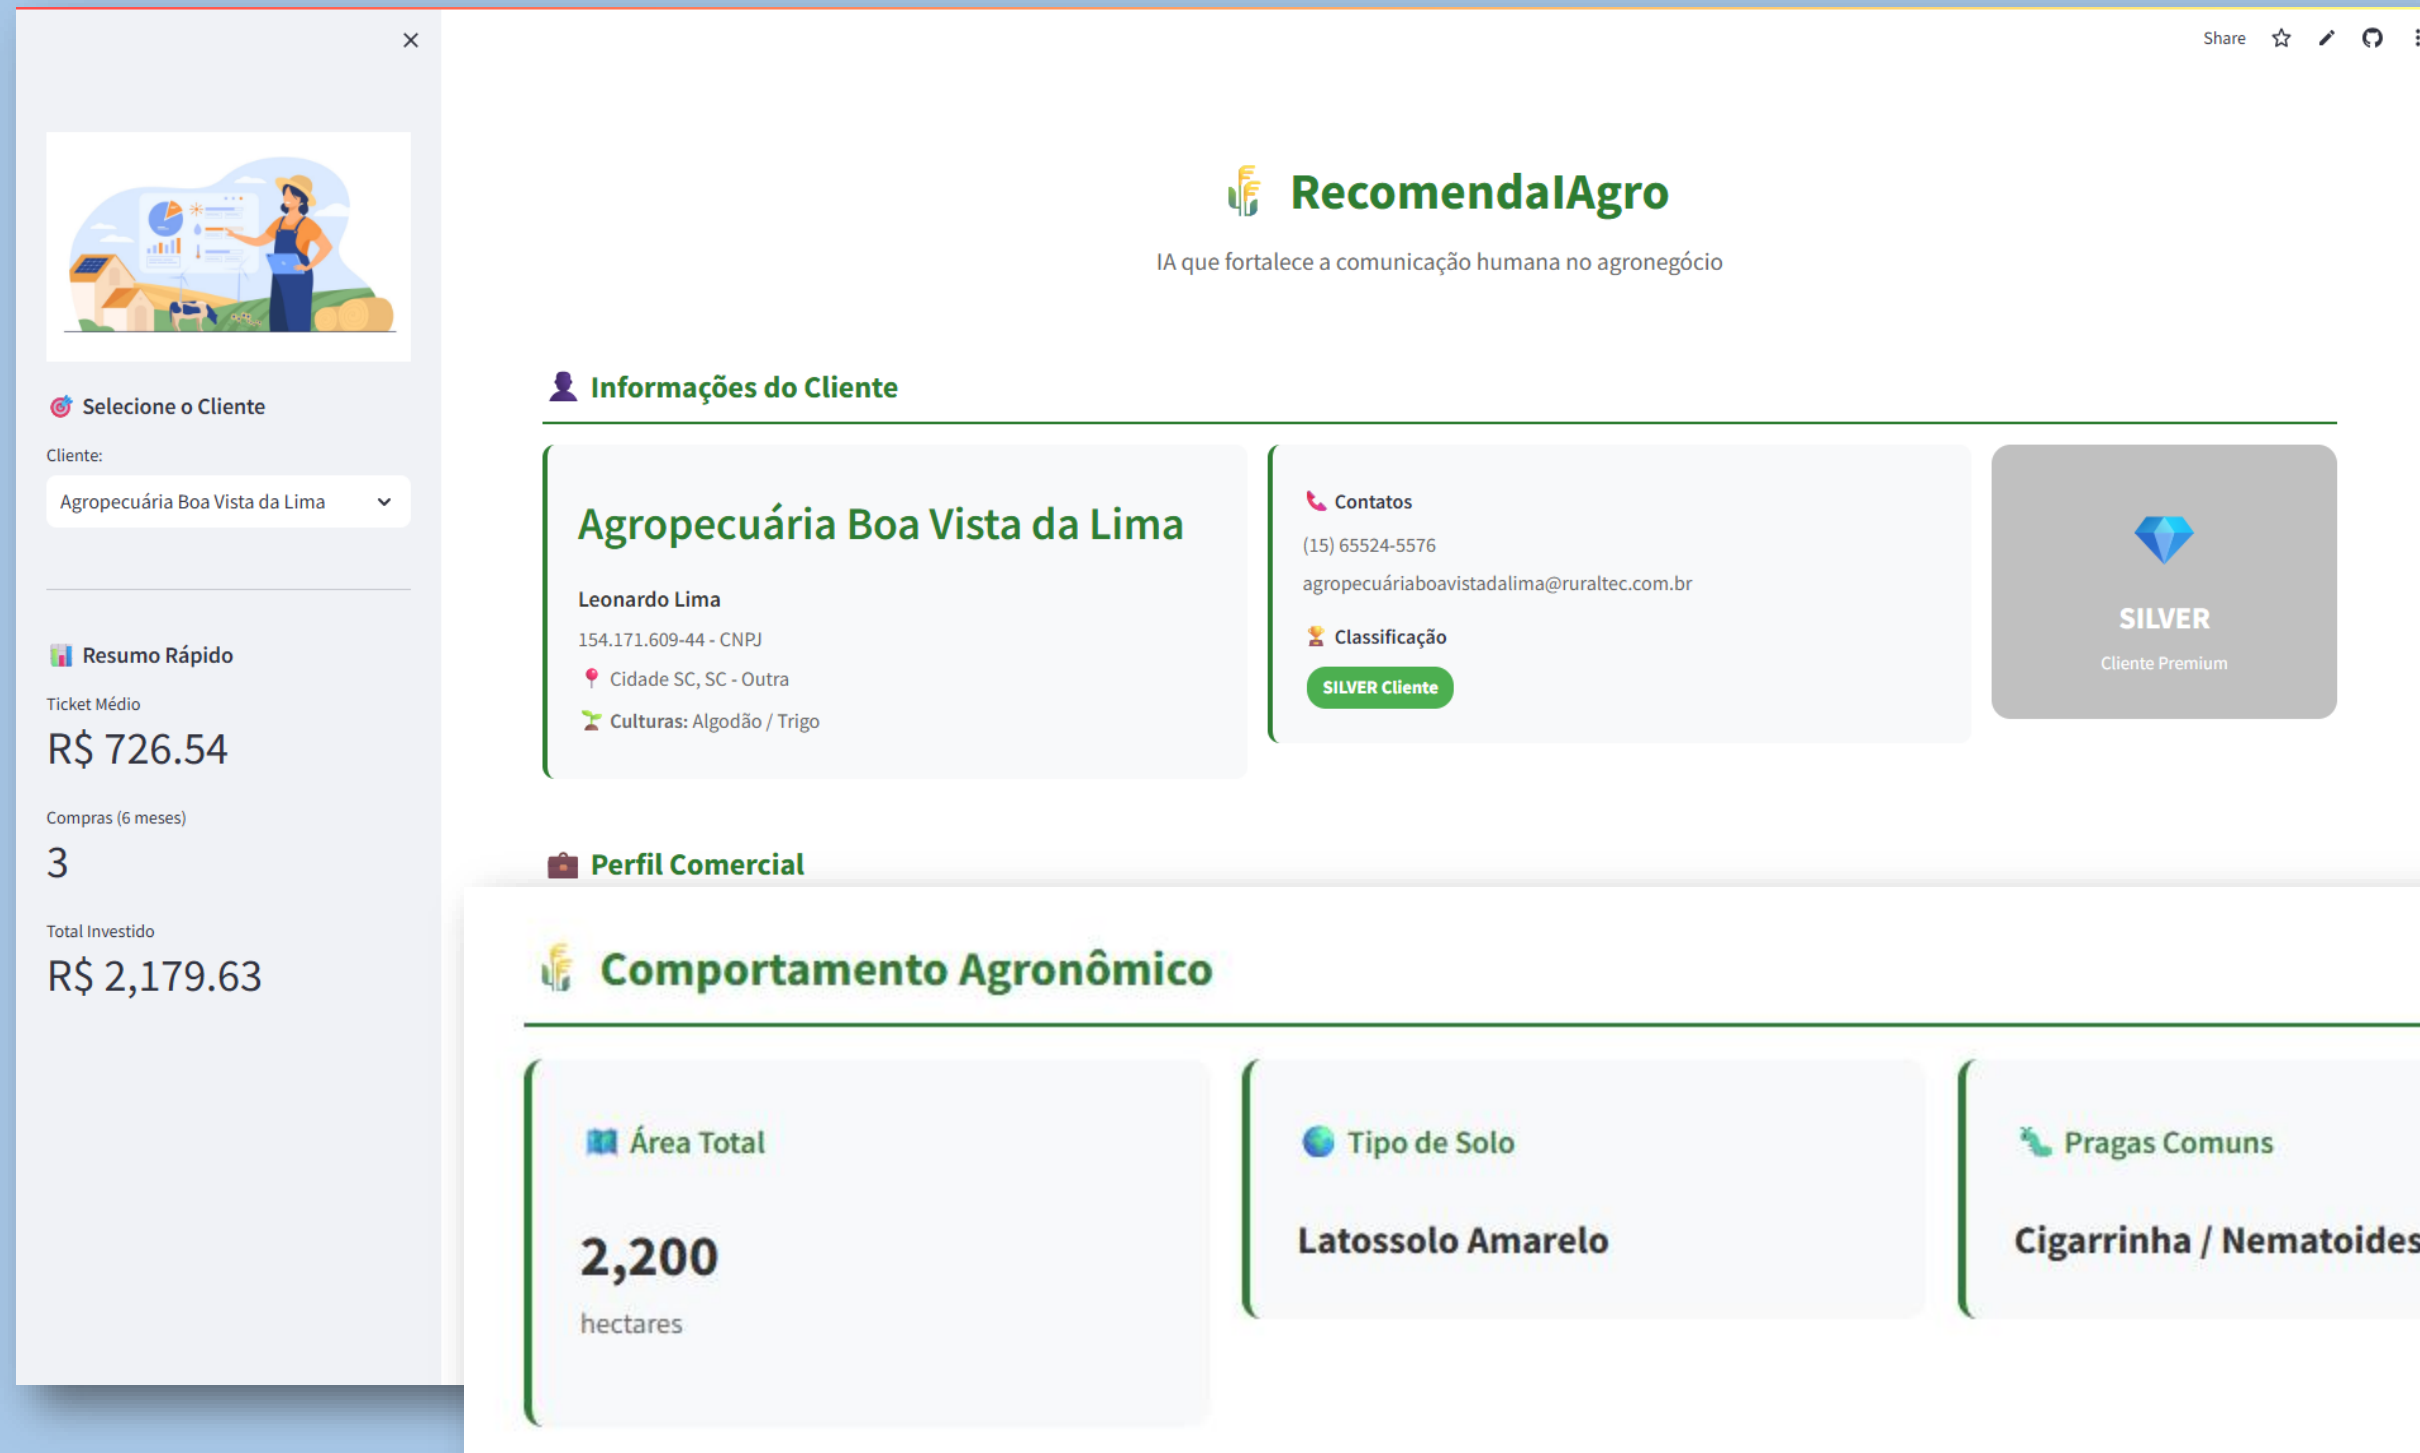 Share
Selecione o Cliente
Cliente:
Agropecuária Boa Vista da Lima
Resumo Rápido
Ticket Médio
R$ 726.54
Compras (6 meses)
3
Total Investido
R$ 2,179.63
RecomendaIAgro
IA que fortalece a comunicação humana no agronegócio
Informações do Cliente
Agropecuária Boa Vista da Lima
Leonardo Lima
154.171.609-44 - CNPJ
Cidade SC, SC - Outra
Culturas: Algodão / Trigo
Contatos
(15) 65524-5576
agropecuáriaboavistadalima@ruraltec.com.br
Classificação
SILVER Cliente
SILVER
Cliente Premium
Perfil Comercial
Comportamento Agronômico
Área Total
2,200
hectares
Tipo de Solo
Latossolo Amarelo
Pragas Comuns
Cigarrinha / Nematoides